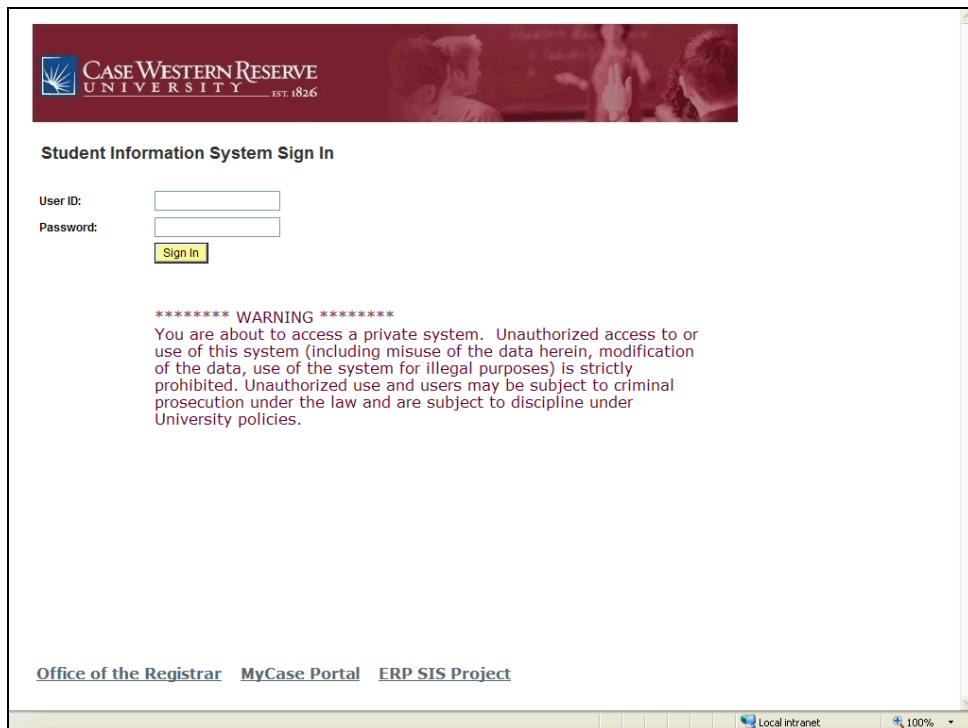 CASE WESTERN RESERVE
UNIVERSITY EST. 1826
Student Information System Sign In
User ID:
Password:
Sign In
******** WARNING ********
You are about to access a private system.  Unauthorized access to or
use of this system (including misuse of the data herein, modification
of the data, use of the system for illegal purposes) is strictly
prohibited. Unauthorized use and users may be subject to criminal
prosecution under the law and are subject to discipline under
University policies.
Office of the Registrar   MyCase Portal   ERP SIS Project
Local intranet   100%